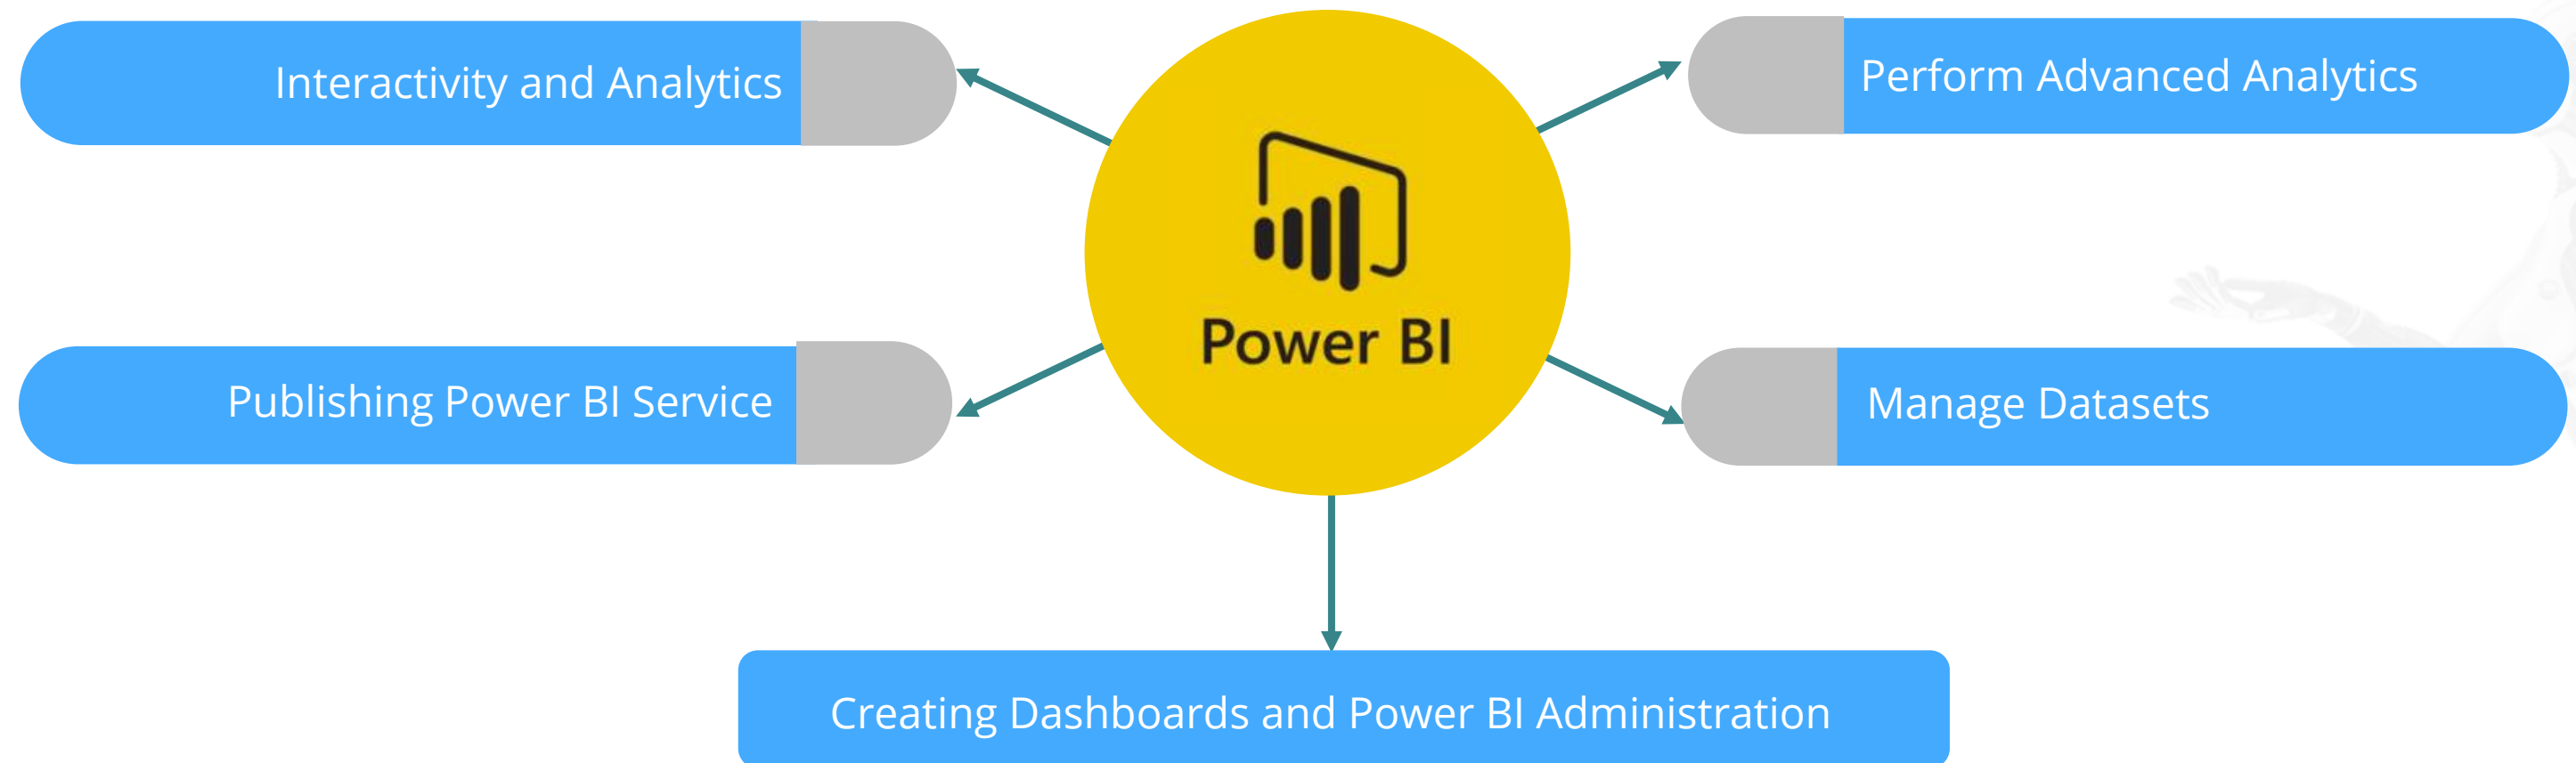 Interactivity and Analytics
Perform Advanced Analytics
Power BI
Publishing Power BI Service
Manage Datasets
Creating Dashboards and Power BI Administration